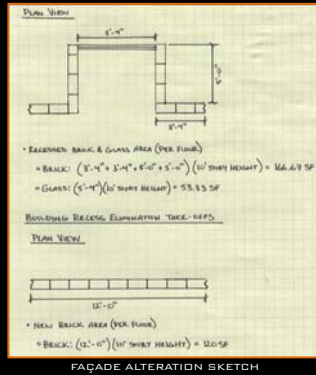 PLAN VIEW
5'-4"
5'-0"
3'-4"
• RECESSED BRICK & GLASS AREA (PER FLOOR)
◦ BRICK: (3'-4" + 3'-4" + 5'-0" + 5'-0") (10' STORY HEIGHT) = 166.67 SF
◦ GLASS: (5'-4") (10' STORY HEIGHT) = 53.33 SF
BUILDING RECESS ELIMINATION TAKE-OFFS
PLAN VIEW
12'-0"
• NEW BRICK AREA (PER FLOOR)
◦ BRICK: (12'-0") (10' STORY HEIGHT) = 120 SF
FAÇADE ALTERATION SKETCH